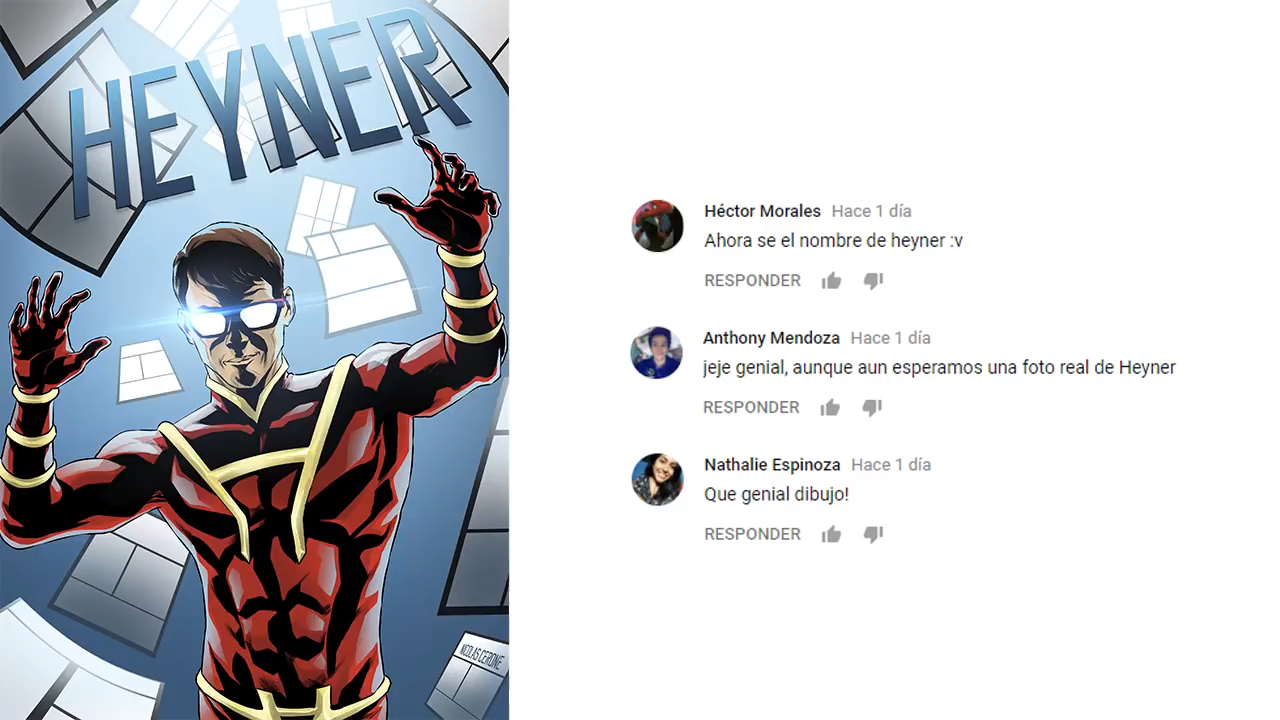 HEYNER
NICOLAS CERONE
Héctor Morales Hace 1 día
Ahora se el nombre de heyner :v
RESPONDER
Anthony Mendoza Hace 1 día
jeje genial, aunque aun esperamos una foto real de Heyner
RESPONDER
Nathalie Espinoza Hace 1 día
Que genial dibujo!
RESPONDER